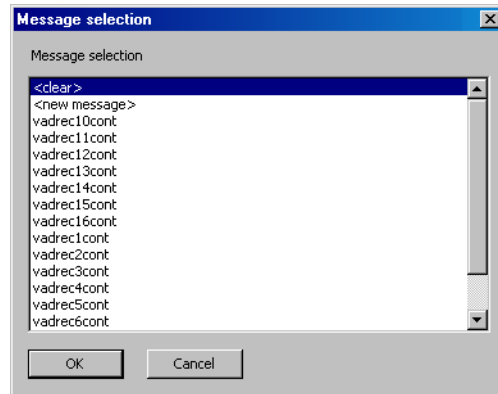 Message selection
Message selection
<clear>
<new message>
vadrec10cont
vadrec11cont
vadrec12cont
vadrec13cont
vadrec14cont
vadrec15cont
vadrec16cont
vadrec1cont
vadrec2cont
vadrec3cont
vadrec4cont
vadrec5cont
vadrec6cont
OK Cancel